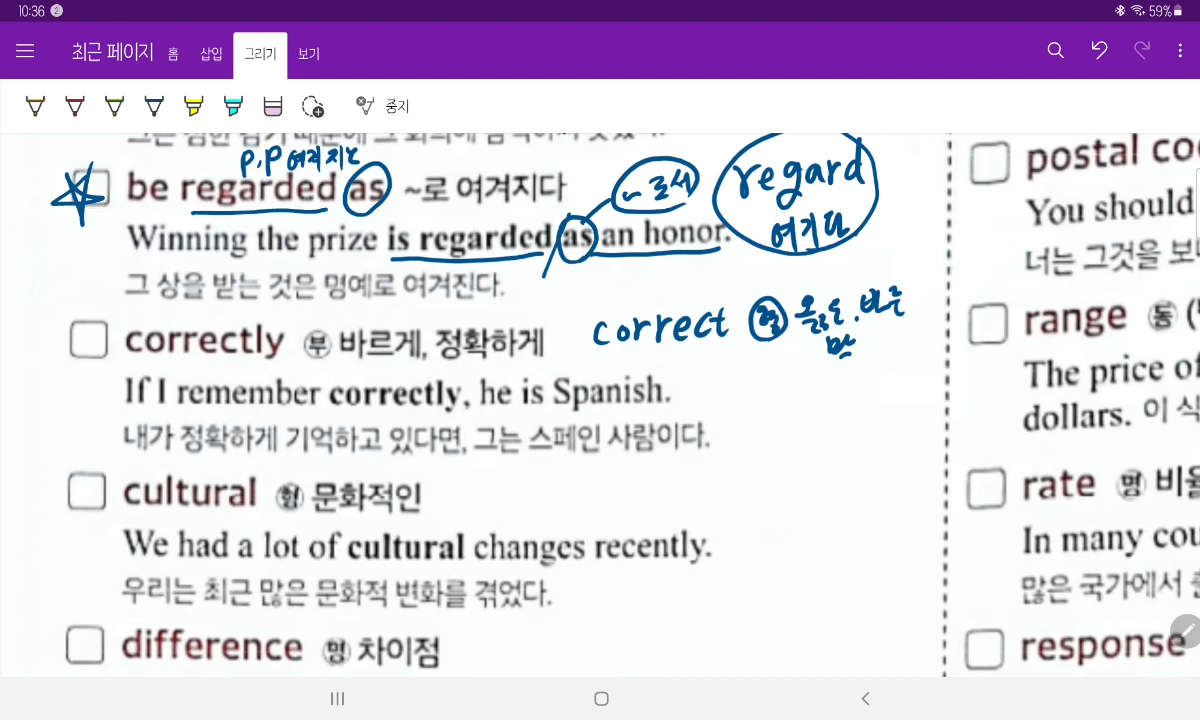 10:36 2 59%
최근 페이지 홈 삽입 그리기 보기
중지
p.p 여겨지는
be regarded as ~로 여겨지다
~로써
regard
여기다
Winning the prize is regarded as an honor.
그 상을 받는 것은 명예로 여겨진다.
correct 형 옳은, 바른
correctly 부 바르게, 정확하게
If I remember correctly, he is Spanish.
내가 정확하게 기억하고 있다면, 그는 스페인 사람이다.
cultural 형 문화적인
We had a lot of cultural changes recently.
우리는 최근 많은 문화적 변화를 겪었다.
difference 명 차이점
postal co
You should
너는 그것을 보
range 동 (
The price of
dollars. 이 식
rate 명 비율
In many cou
많은 국가에서
response